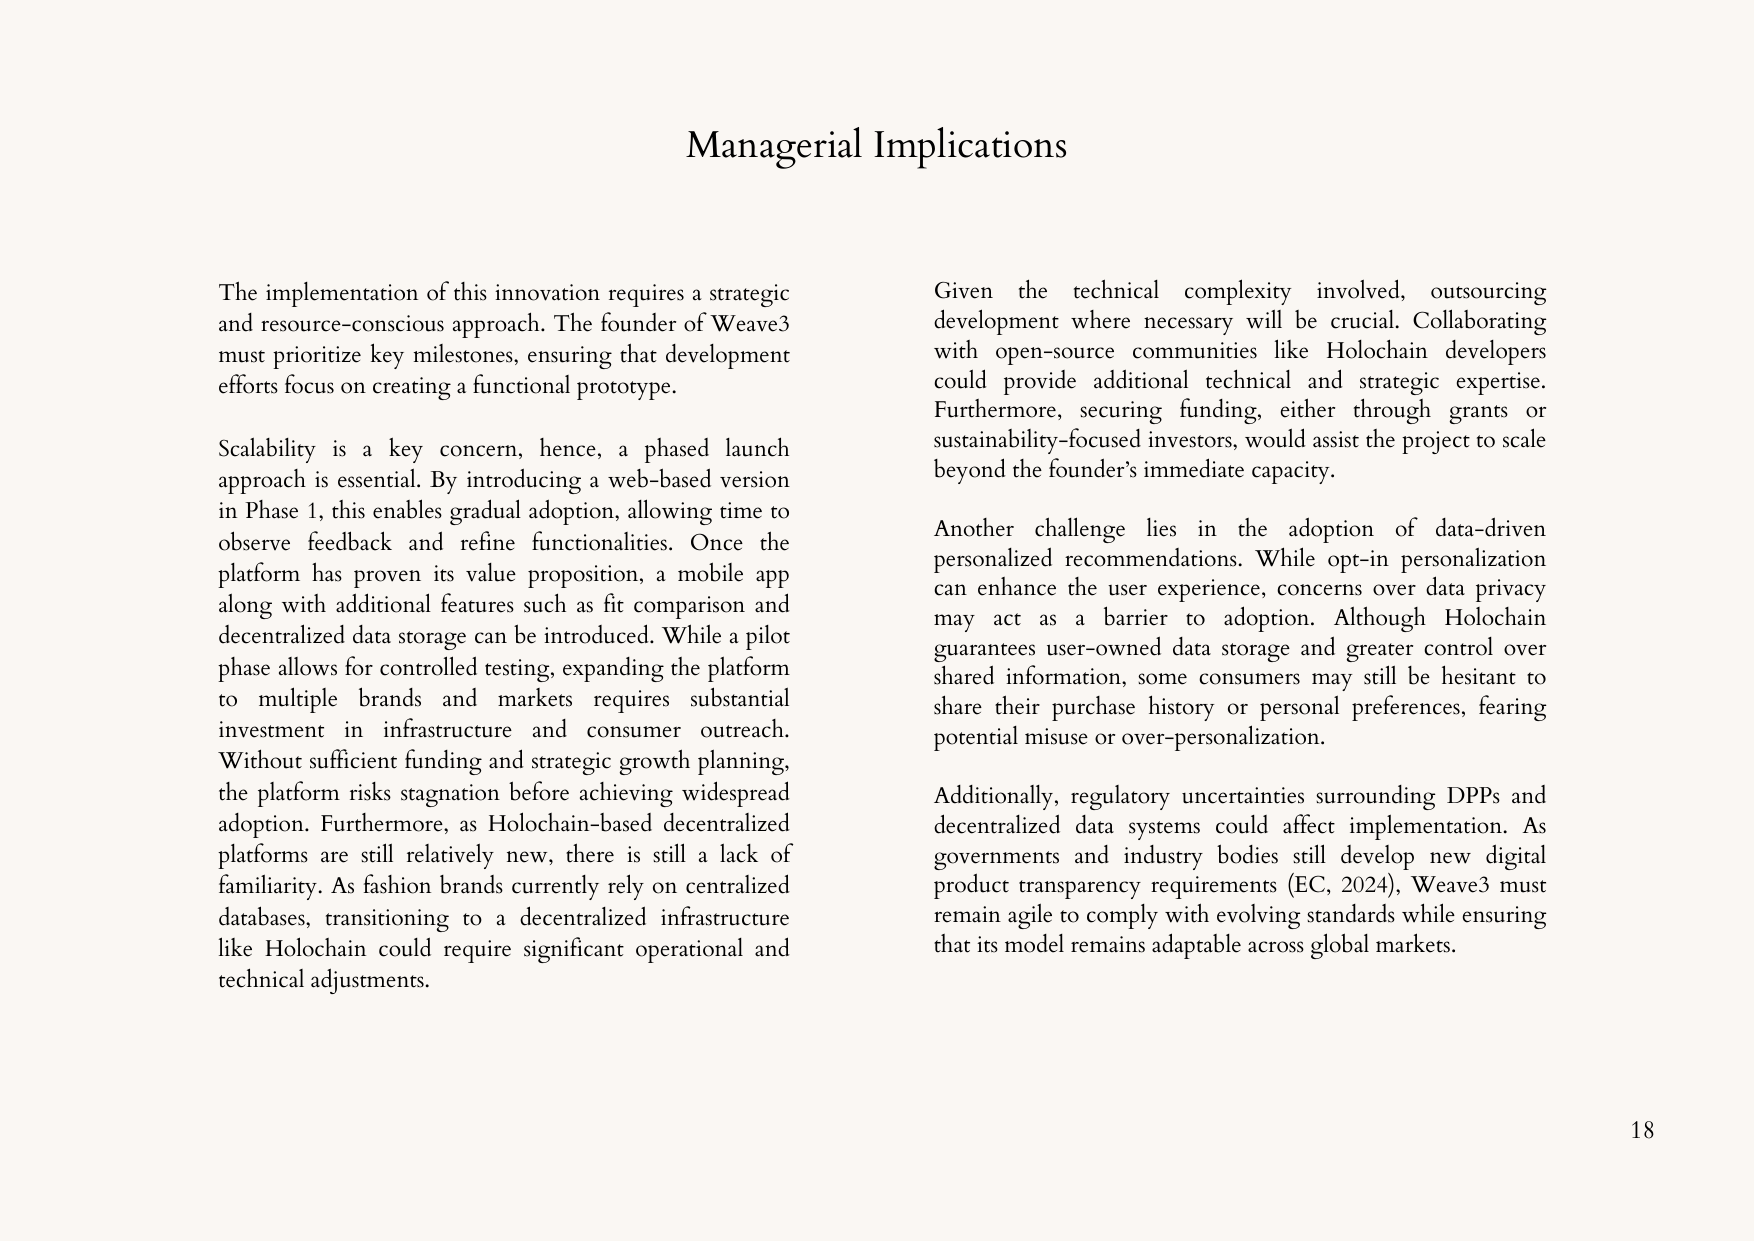 Managerial Implications
The implementation of this innovation requires a strategic
and resource-conscious approach. The founder of Weave3
must prioritize key milestones, ensuring that development
efforts focus on creating a functional prototype.
Scalability is a key concern, hence, a phased launch
approach is essential. By introducing a web-based version
in Phase 1, this enables gradual adoption, allowing time to
observe feedback and refine functionalities. Once the
platform has proven its value proposition, a mobile app
along with additional features such as fit comparison and
decentralized data storage can be introduced. While a pilot
phase allows for controlled testing, expanding the platform
to multiple brands and markets requires substantial
investment in infrastructure and consumer outreach.
Without sufficient funding and strategic growth planning,
the platform risks stagnation before achieving widespread
adoption. Furthermore, as Holochain-based decentralized
platforms are still relatively new, there is still a lack of
familiarity. As fashion brands currently rely on centralized
databases, transitioning to a decentralized infrastructure
like Holochain could require significant operational and
technical adjustments.
Given the technical complexity involved, outsourcing
development where necessary will be crucial. Collaborating
with open-source communities like Holochain developers
could provide additional technical and strategic expertise.
Furthermore, securing funding, either through grants or
sustainability-focused investors, would assist the project to scale
beyond the founder’s immediate capacity.
Another challenge lies in the adoption of data-driven
personalized recommendations. While opt-in personalization
can enhance the user experience, concerns over data privacy
may act as a barrier to adoption. Although Holochain
guarantees user-owned data storage and greater control over
shared information, some consumers may still be hesitant to
share their purchase history or personal preferences, fearing
potential misuse or over-personalization.
Additionally, regulatory uncertainties surrounding DPPs and
decentralized data systems could affect implementation. As
governments and industry bodies still develop new digital
product transparency requirements (EC, 2024), Weave3 must
remain agile to comply with evolving standards while ensuring
that its model remains adaptable across global markets.
18